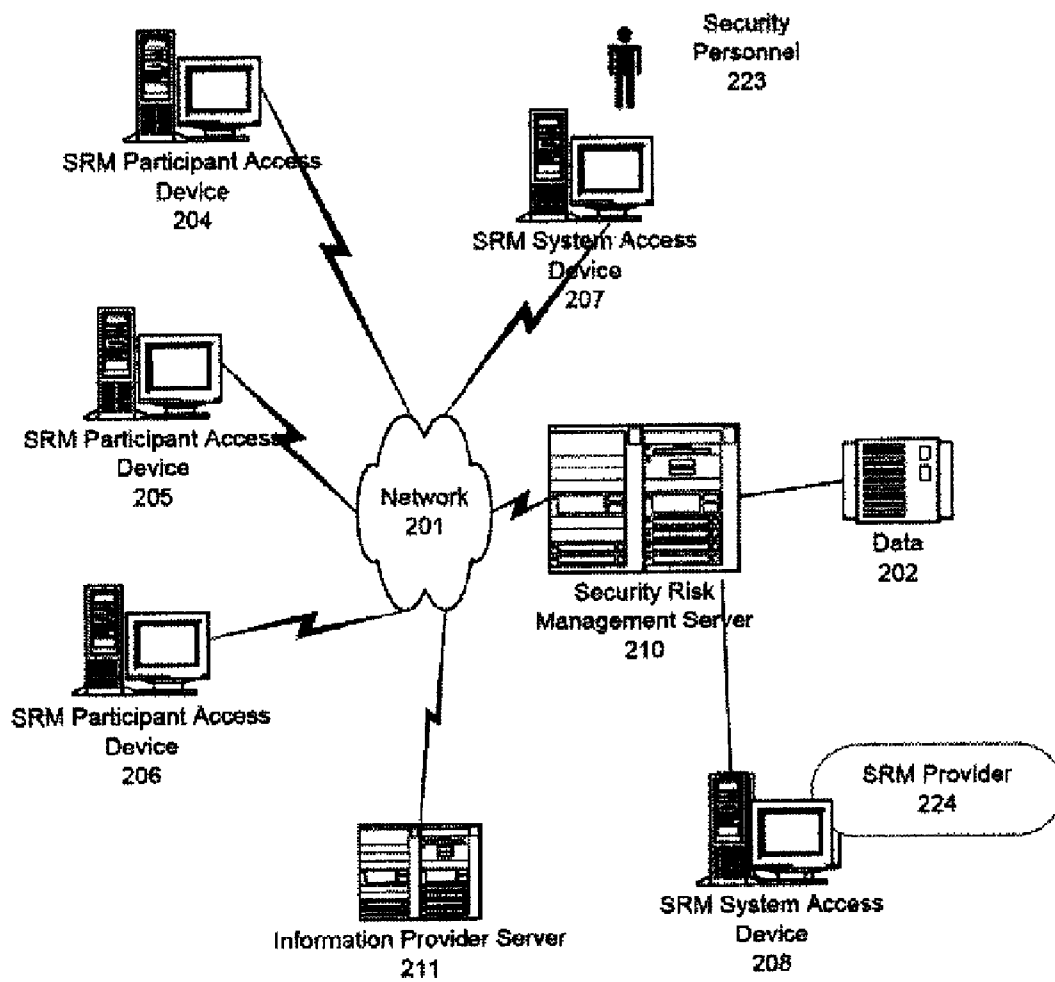 Security
Personnel
223
SRM Participant Access
Device
204
SRM System Access
Device
207
SRM Participant Access
Device
205
Network
201
Data
202
Security Risk
Management Server
210
SRM Participant Access
Device
206
SRM Provider
224
Information Provider Server
211
SRM System Access
Device
208